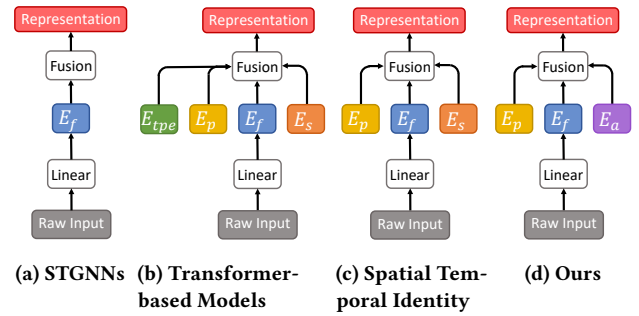 Representation
Fusion
E_f
Linear
Raw Input
(a) STGNNs
Representation
Fusion
E_tpe E_p E_f E_s
Linear
Raw Input
(b) Transformer-
based Models
Representation
Fusion
E_p E_f E_s
Linear
Raw Input
(c) Spatial Tem-
poral Identity
Representation
Fusion
E_p E_f E_a
Linear
Raw Input
(d) Ours